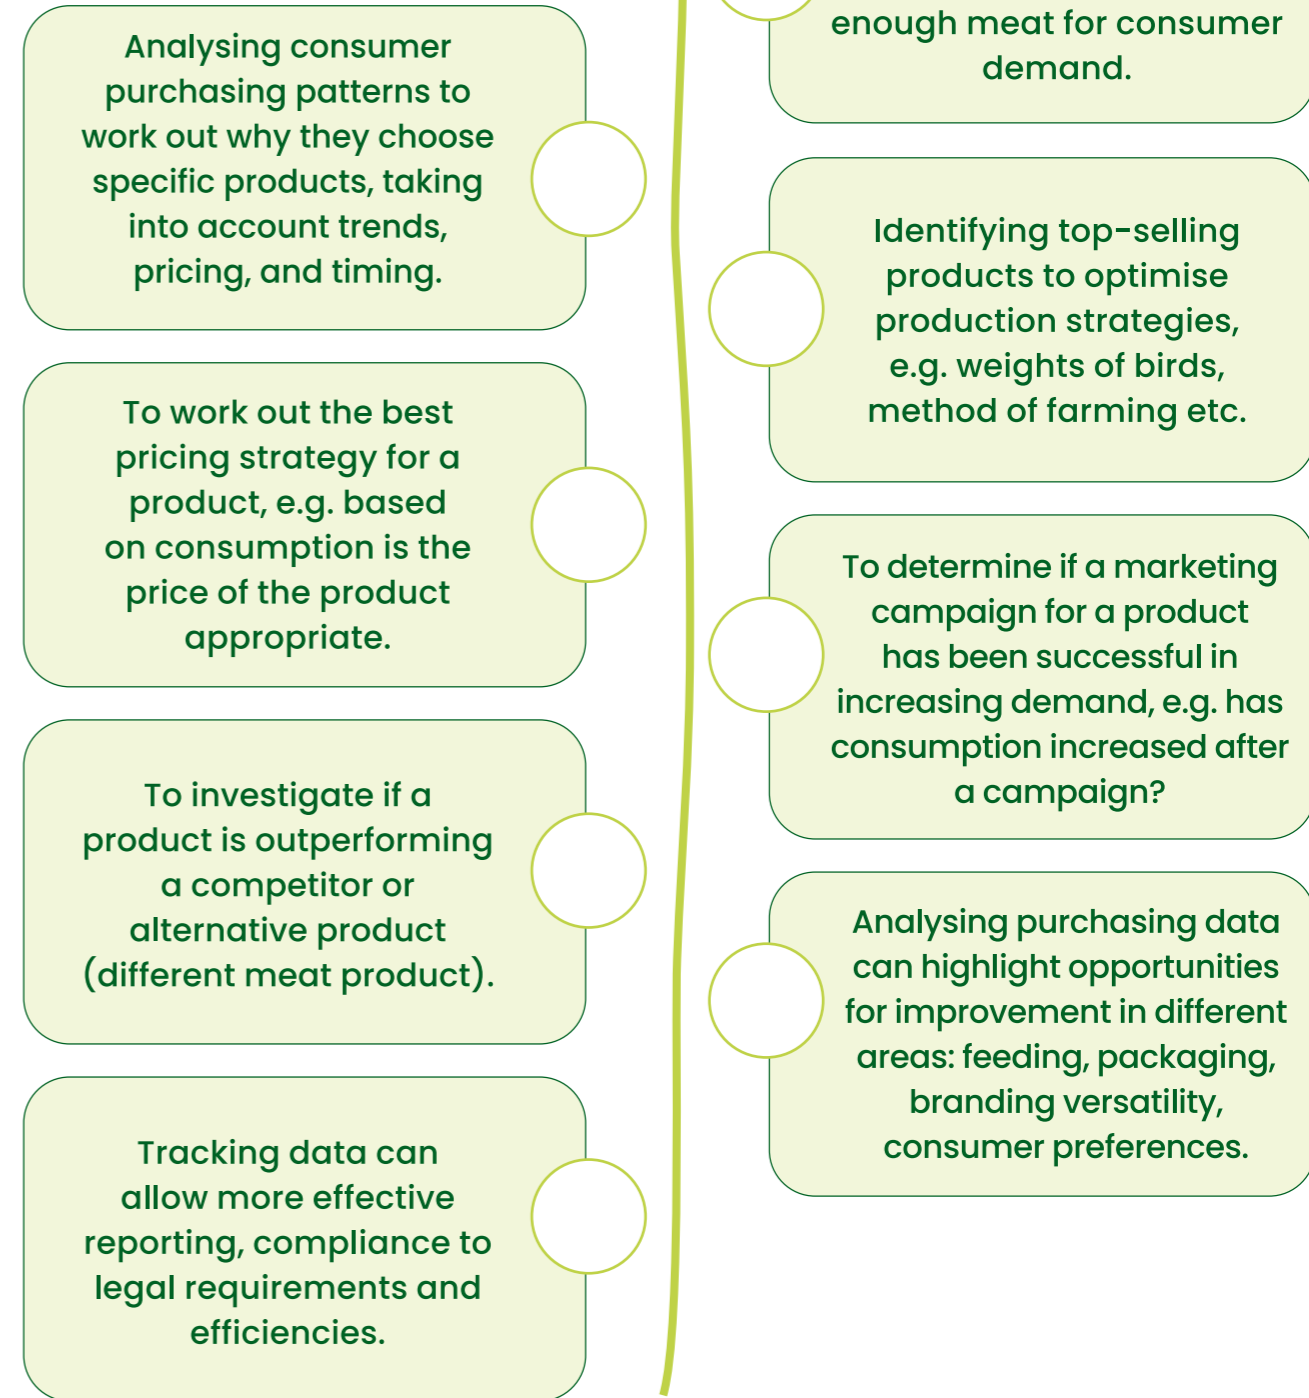 Analysing consumer
purchasing patterns to
work out why they choose
specific products, taking
into account trends,
pricing, and timing.
To work out the best
pricing strategy for a
product, e.g. based
on consumption is the
price of the product
appropriate.
To investigate if a
product is outperforming
a competitor or
alternative product
(different meat product).
Tracking data can
allow more effective
reporting, compliance to
legal requirements and
efficiencies.
enough meat for consumer
demand.
Identifying top-selling
products to optimise
production strategies,
e.g. weights of birds,
method of farming etc.
To determine if a marketing
campaign for a product
has been successful in
increasing demand, e.g. has
consumption increased after
a campaign?
Analysing purchasing data
can highlight opportunities
for improvement in different
areas: feeding, packaging,
branding versatility,
consumer preferences.